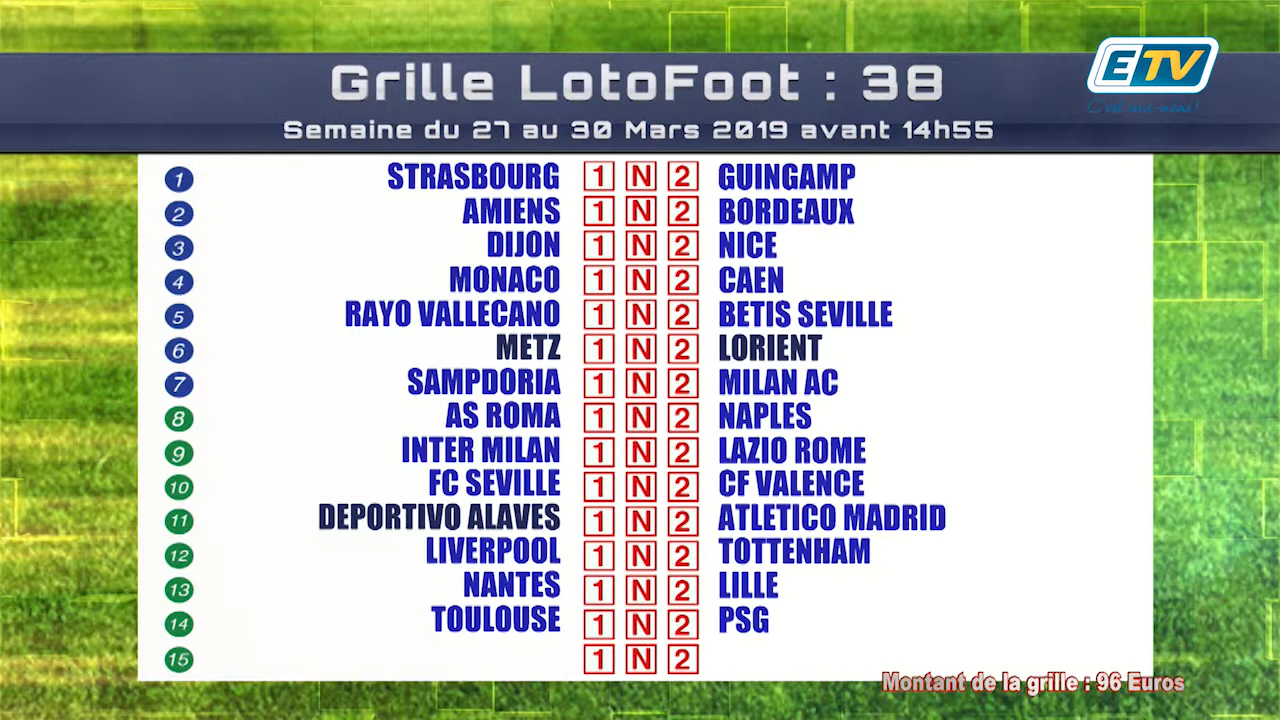 Grille LotoFoot : 38
ETV
C'est vous-même !
Semaine du 27 au 30 Mars 2019 avant 14h55
1 STRASBOURG 1 N 2 GUINGAMP
2 AMIENS 1 N 2 BORDEAUX
3 DIJON 1 N 2 NICE
4 MONACO 1 N 2 CAEN
5 RAYO VALLECANO 1 N 2 BETIS SEVILLE
6 METZ 1 N 2 LORIENT
7 SAMPDORIA 1 N 2 MILAN AC
8 AS ROMA 1 N 2 NAPLES
9 INTER MILAN 1 N 2 LAZIO ROME
10 FC SEVILLE 1 N 2 CF VALENCE
11 DEPORTIVO ALAVES 1 N 2 ATLETICO MADRID
12 LIVERPOOL 1 N 2 TOTTENHAM
13 NANTES 1 N 2 LILLE
14 TOULOUSE 1 N 2 PSG
15 1 N 2
Montant de la grille : 96 Euros